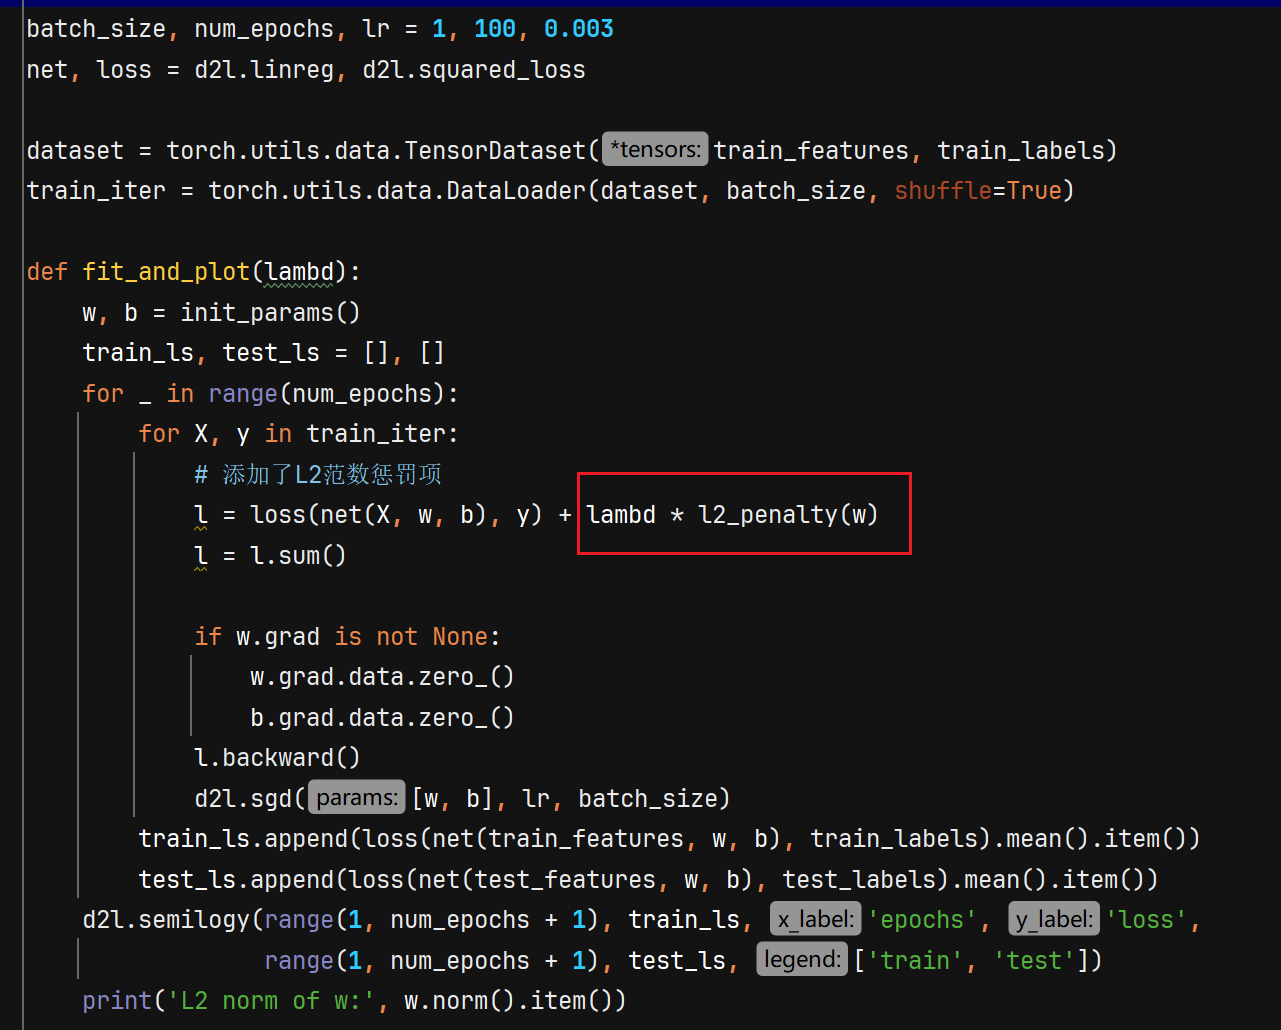 batch_size, num_epochs, lr = 1, 100, 0.003
net, loss = d2l.linreg, d2l.squared_loss
dataset = torch.utils.data.TensorDataset(*tensors: train_features, train_labels)
train_iter = torch.utils.data.DataLoader(dataset, batch_size, shuffle=True)
def fit_and_plot(lambd):
    w, b = init_params()
    train_ls, test_ls = [], []
    for _ in range(num_epochs):
        for X, y in train_iter:
            # 添加了L2范数惩罚项
            l = loss(net(X, w, b), y) + lambd * l2_penalty(w)
            l = l.sum()
            if w.grad is not None:
                w.grad.data.zero_()
                b.grad.data.zero_()
            l.backward()
            d2l.sgd(params: [w, b], lr, batch_size)
        train_ls.append(loss(net(train_features, w, b), train_labels).mean().item())
        test_ls.append(loss(net(test_features, w, b), test_labels).mean().item())
    d2l.semilogy(range(1, num_epochs + 1), train_ls, x_label: 'epochs', y_label: 'loss',
                 range(1, num_epochs + 1), test_ls, legend: ['train', 'test'])
    print('L2 norm of w:', w.norm().item())